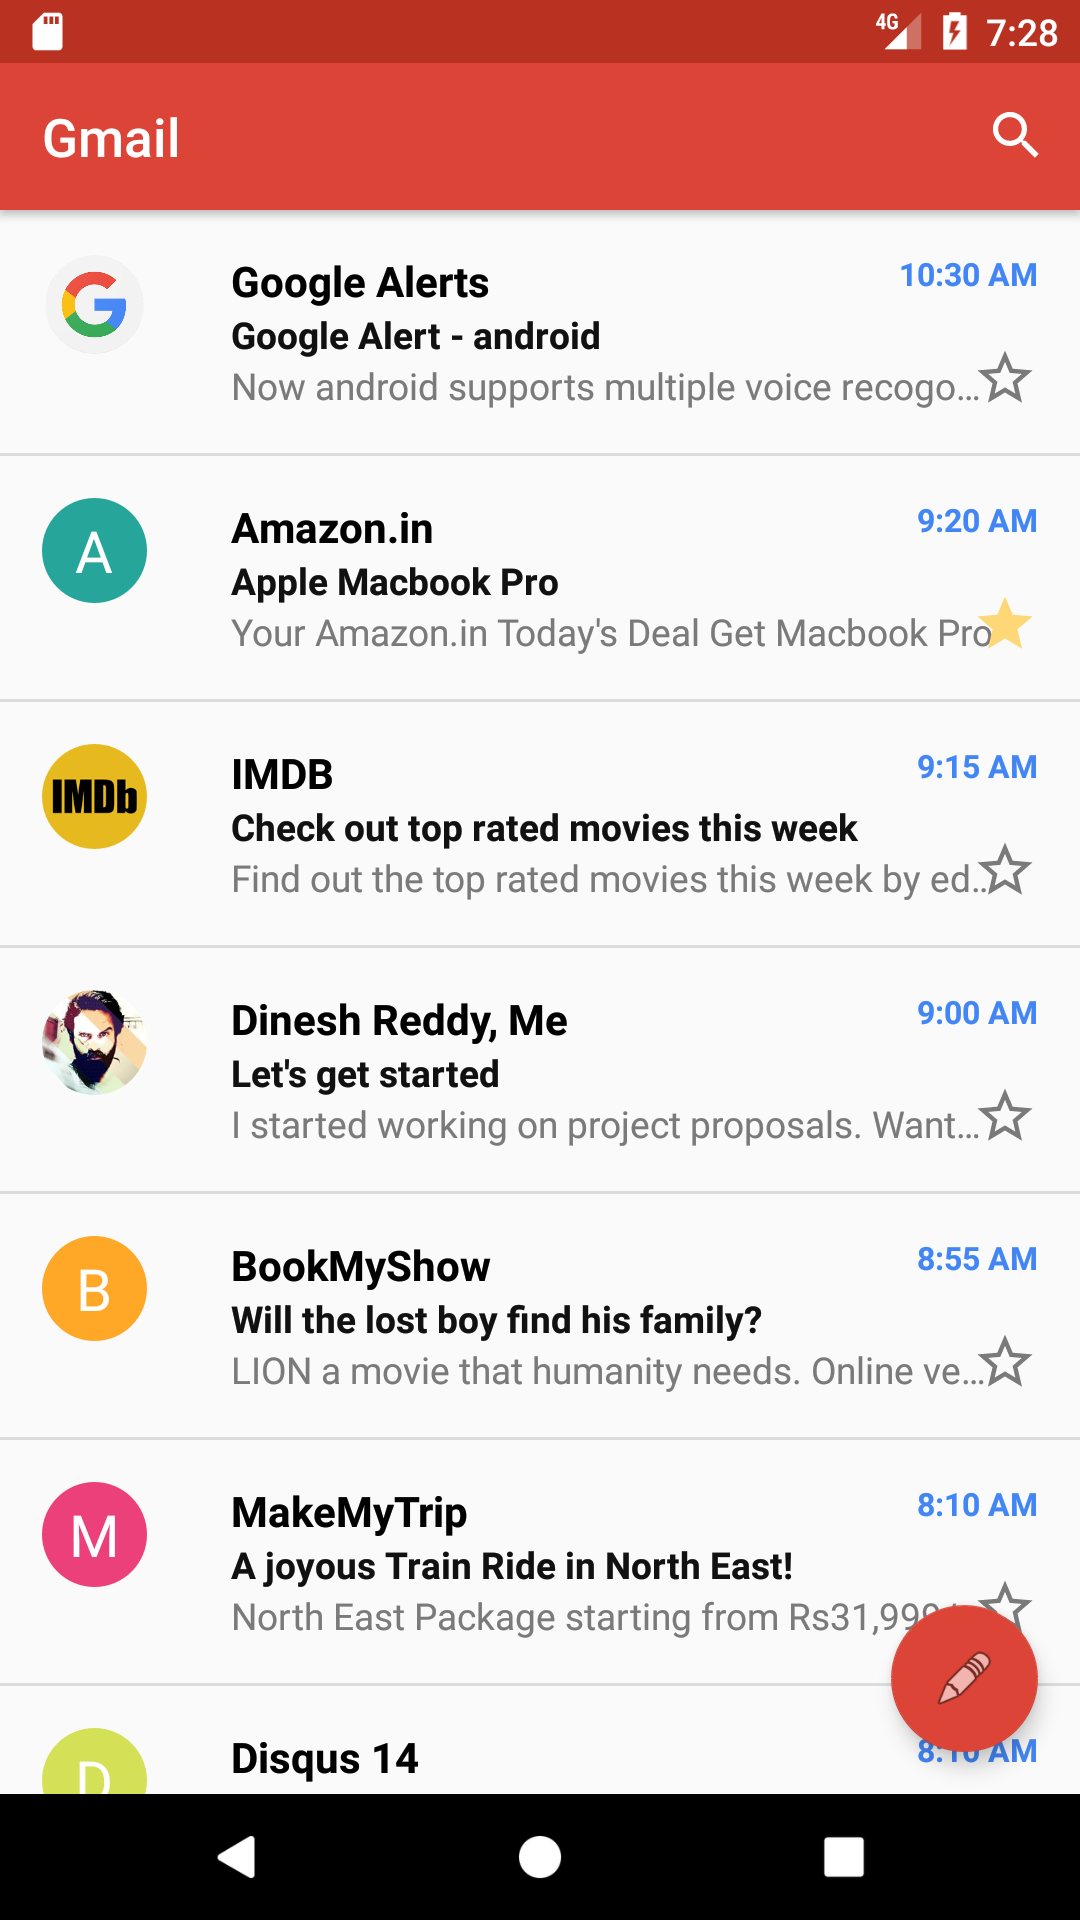 4G 7:28
Gmail
Google Alerts 10:30 AM
Google Alert - android
Now android supports multiple voice recogo...
A Amazon.in 9:20 AM
Apple Macbook Pro
Your Amazon.in Today's Deal Get Macbook Pro
IMDb IMDB 9:15 AM
Check out top rated movies this week
Find out the top rated movies this week by ed...
Dinesh Reddy, Me 9:00 AM
Let's get started
I started working on project proposals. Want...
B BookMyShow 8:55 AM
Will the lost boy find his family?
LION a movie that humanity needs. Online ve...
M MakeMyTrip 8:10 AM
A joyous Train Ride in North East!
North East Package starting from Rs31,999
D Disqus 14 8:10 AM